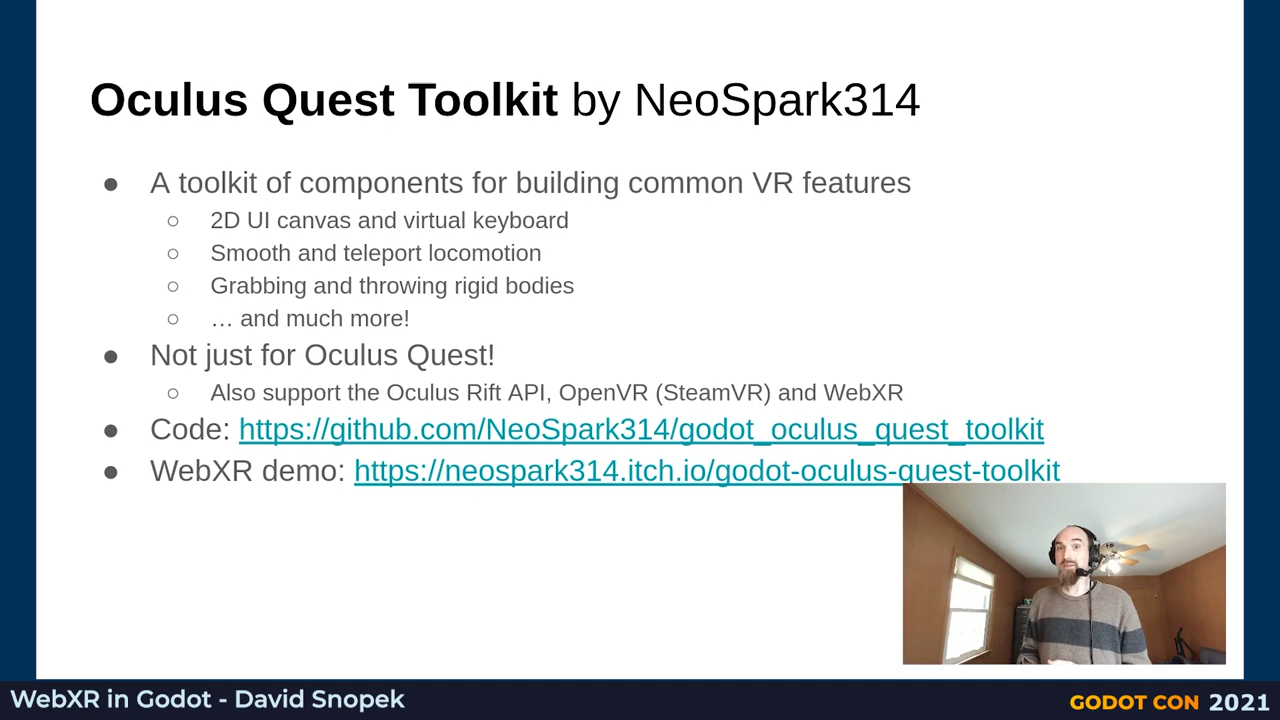 Oculus Quest Toolkit by NeoSpark314
● A toolkit of components for building common VR features
○ 2D UI canvas and virtual keyboard
○ Smooth and teleport locomotion
○ Grabbing and throwing rigid bodies
○ … and much more!
● Not just for Oculus Quest!
○ Also support the Oculus Rift API, OpenVR (SteamVR) and WebXR
● Code: https://github.com/NeoSpark314/godot_oculus_quest_toolkit
● WebXR demo: https://neospark314.itch.io/godot-oculus-quest-toolkit
WebXR in Godot - David Snopek
GODOT CON 2021